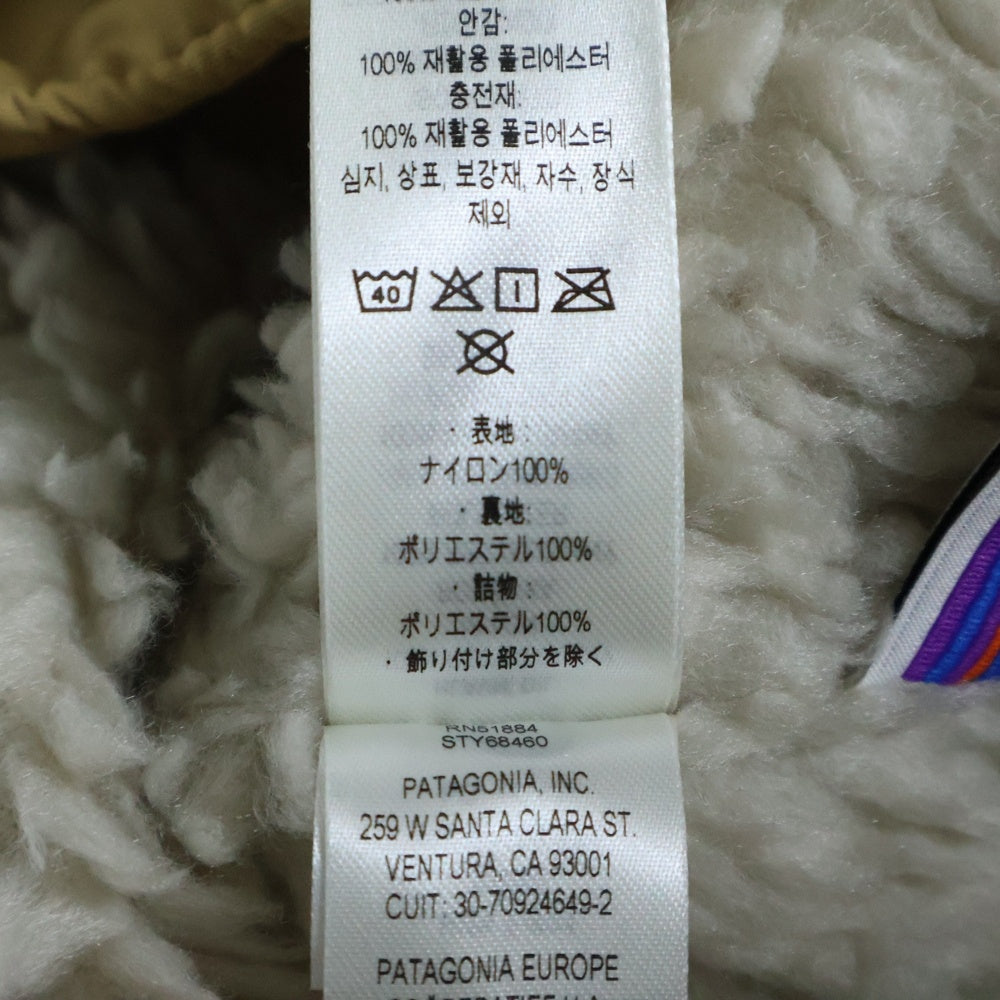 안감:
100% 재활용 폴리에스터
충전재:
100% 재활용 폴리에스터
심지, 상표, 보강재, 자수, 장식
제외
40
· 表地 :
ナイロン100%
· 裏地:
ポリエステル100%
· 詰物 :
ポリエステル100%
· 飾り付け部分を除く
RN51884
STY68460
PATAGONIA, INC.
259 W SANTA CLARA ST.
VENTURA, CA 93001
CUIT: 30-70924649-2
PATAGONIA EUROPE